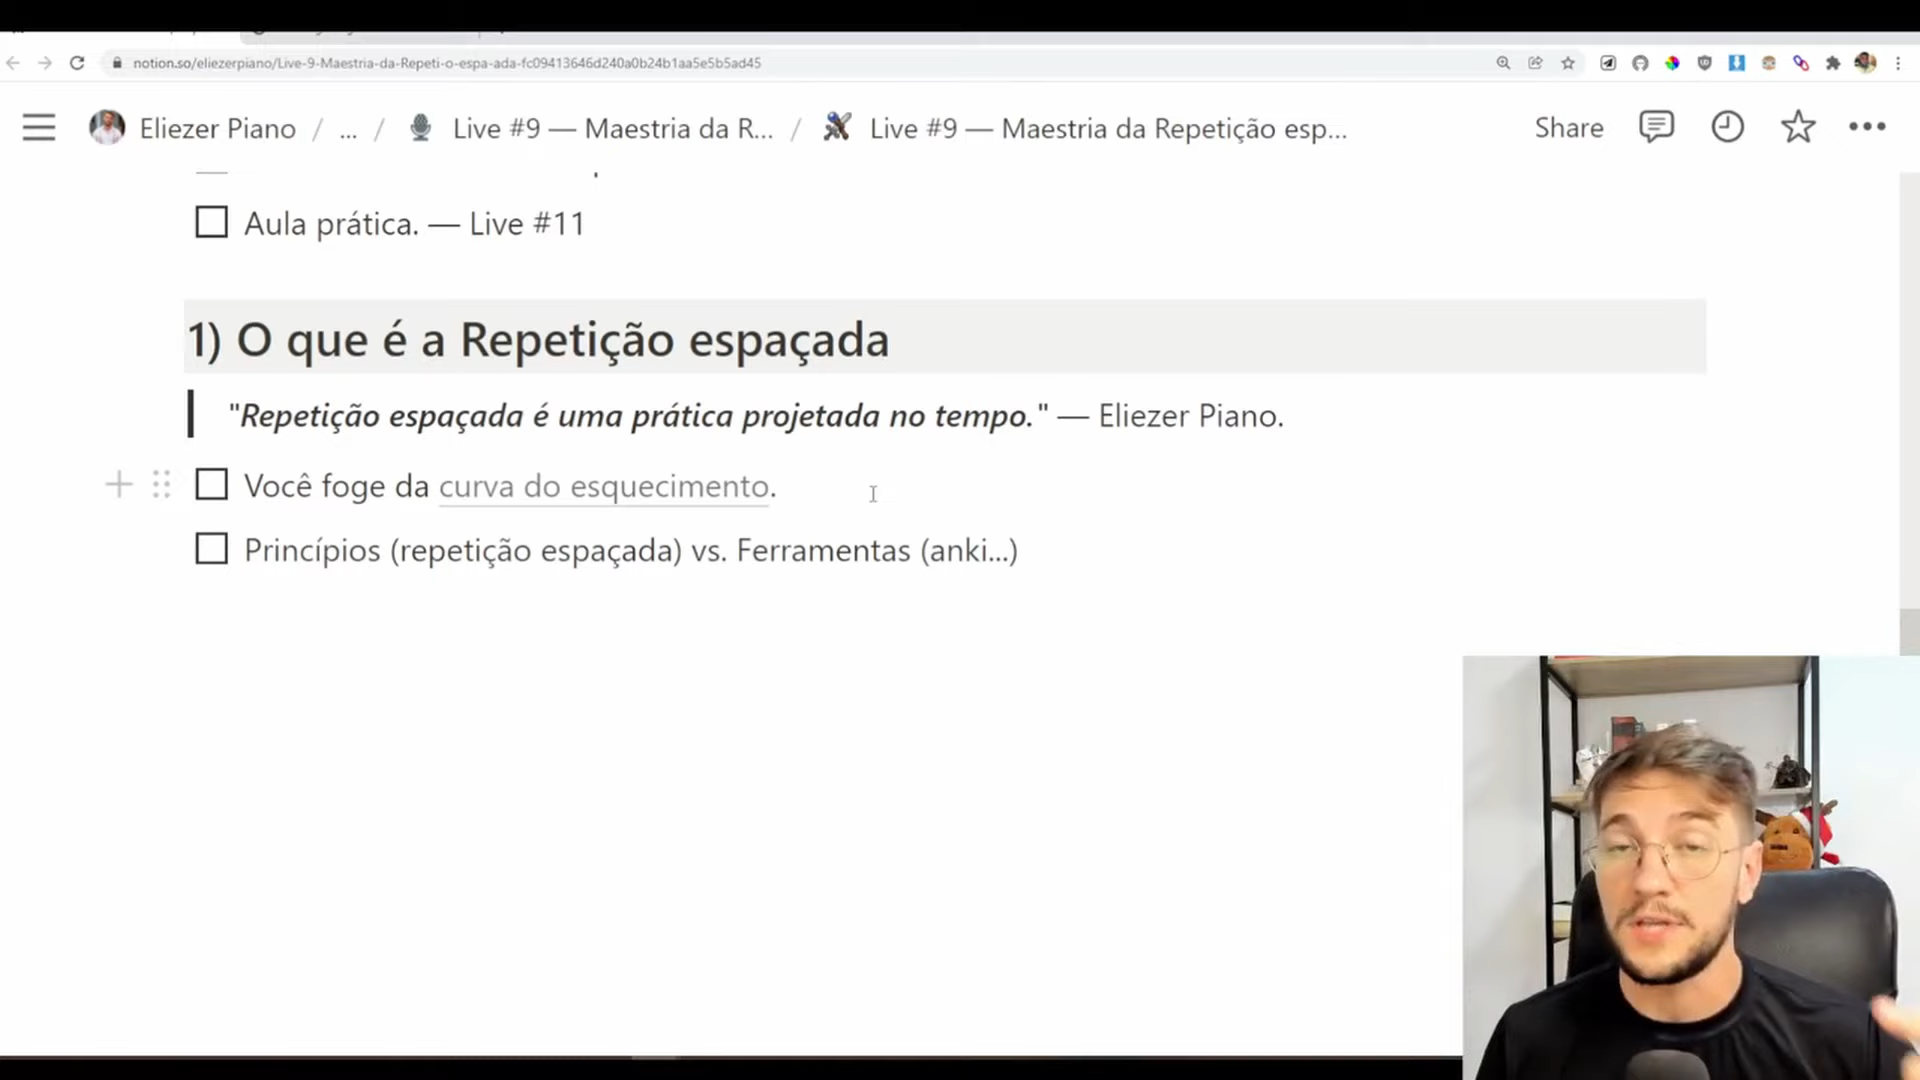 notion.so/eliezerpiano/Live-9-Maestria-da-Repeti-o-espa-ada-fc09413646d240a0b24b1aa5e5b5ad45
Eliezer Piano / ... / Live #9 — Maestria da R... / Live #9 — Maestria da Repetição esp... Share
Aula prática. — Live #11
1) O que é a Repetição espaçada
"Repetição espaçada é uma prática projetada no tempo." — Eliezer Piano.
Você foge da curva do esquecimento.
Princípios (repetição espaçada) vs. Ferramentas (anki...)